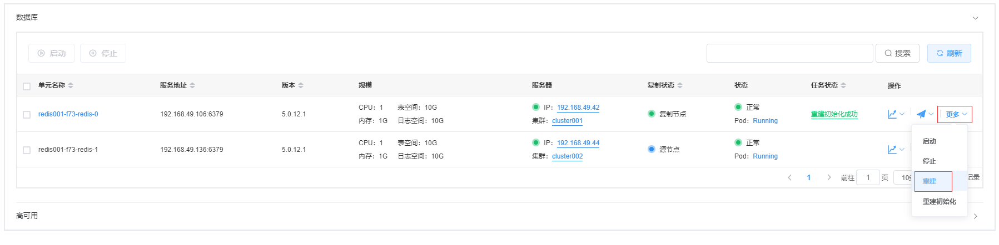 数据库
启动 停止 搜索 刷新
单元名称 服务地址 版本 规模 服务器 复制状态 状态 任务状态 操作
CPU：1 表空间：10G IP：192.168.49.42 正常
redis001-f73-redis-0 192.168.49.106:6379 5.0.12.1 复制节点 重建初始化成功 更多
内存：1G 日志空间：10G 集群：cluster001 Pod：Running
启动
CPU：1 表空间：10G IP：192.168.49.44 正常
redis001-f73-redis-1 192.168.49.136:6379 5.0.12.1 源节点
内存：1G 日志空间：10G 集群：cluster002 Pod：Running
停止
1 前往 1 页 10 记录
重建
重建初始化
高可用